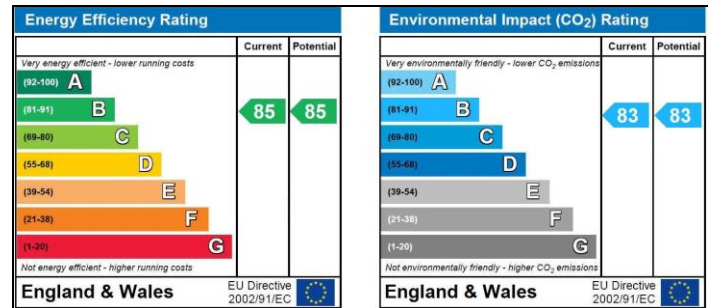 Energy Efficiency Rating
Current Potential
Very energy efficient - lower running costs
(92-100) A
(81-91) B
85 85
(69-80) C
(55-68) D
(39-54) E
(21-38) F
(1-20) G
Not energy efficient - higher running costs
England & Wales
EU Directive
2002/91/EC
Environmental Impact (CO₂) Rating
Current Potential
Very environmentally friendly - lower CO₂ emissions
(92-100) A
(81-91) B
83 83
(69-80) C
(55-68) D
(39-54) E
(21-38) F
(1-20) G
Not environmentally friendly - higher CO₂ emissions
England & Wales
EU Directive
2002/91/EC